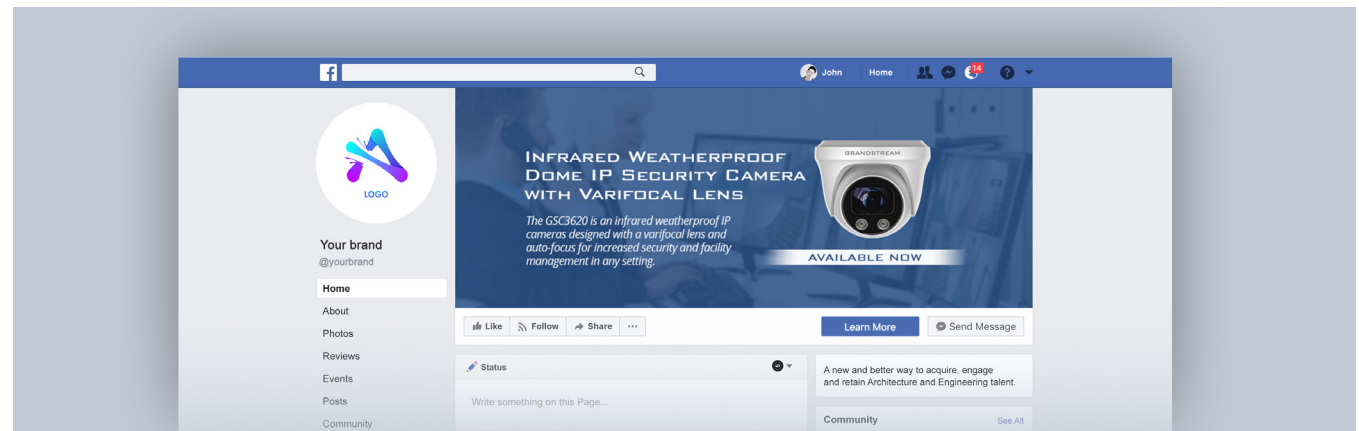 f
John
Home
14
?
LOGO
Your brand
@yourbrand
Home
About
Photos
Reviews
Events
Posts
Community
INFRARED WEATHERPROOF
DOME IP SECURITY CAMERA
WITH VARIFOCAL LENS
The GSC3620 is an infrared weatherproof IP
cameras designed with a varifocal lens and
auto-focus for increased security and facility
management in any setting.
GRANDSTREAM
AVAILABLE NOW
Like
Follow
Share
...
Learn More
Send Message
Status
Write something on this Page...
A new and better way to acquire, engage
and retain Architecture and Engineering talent.
Community
See All